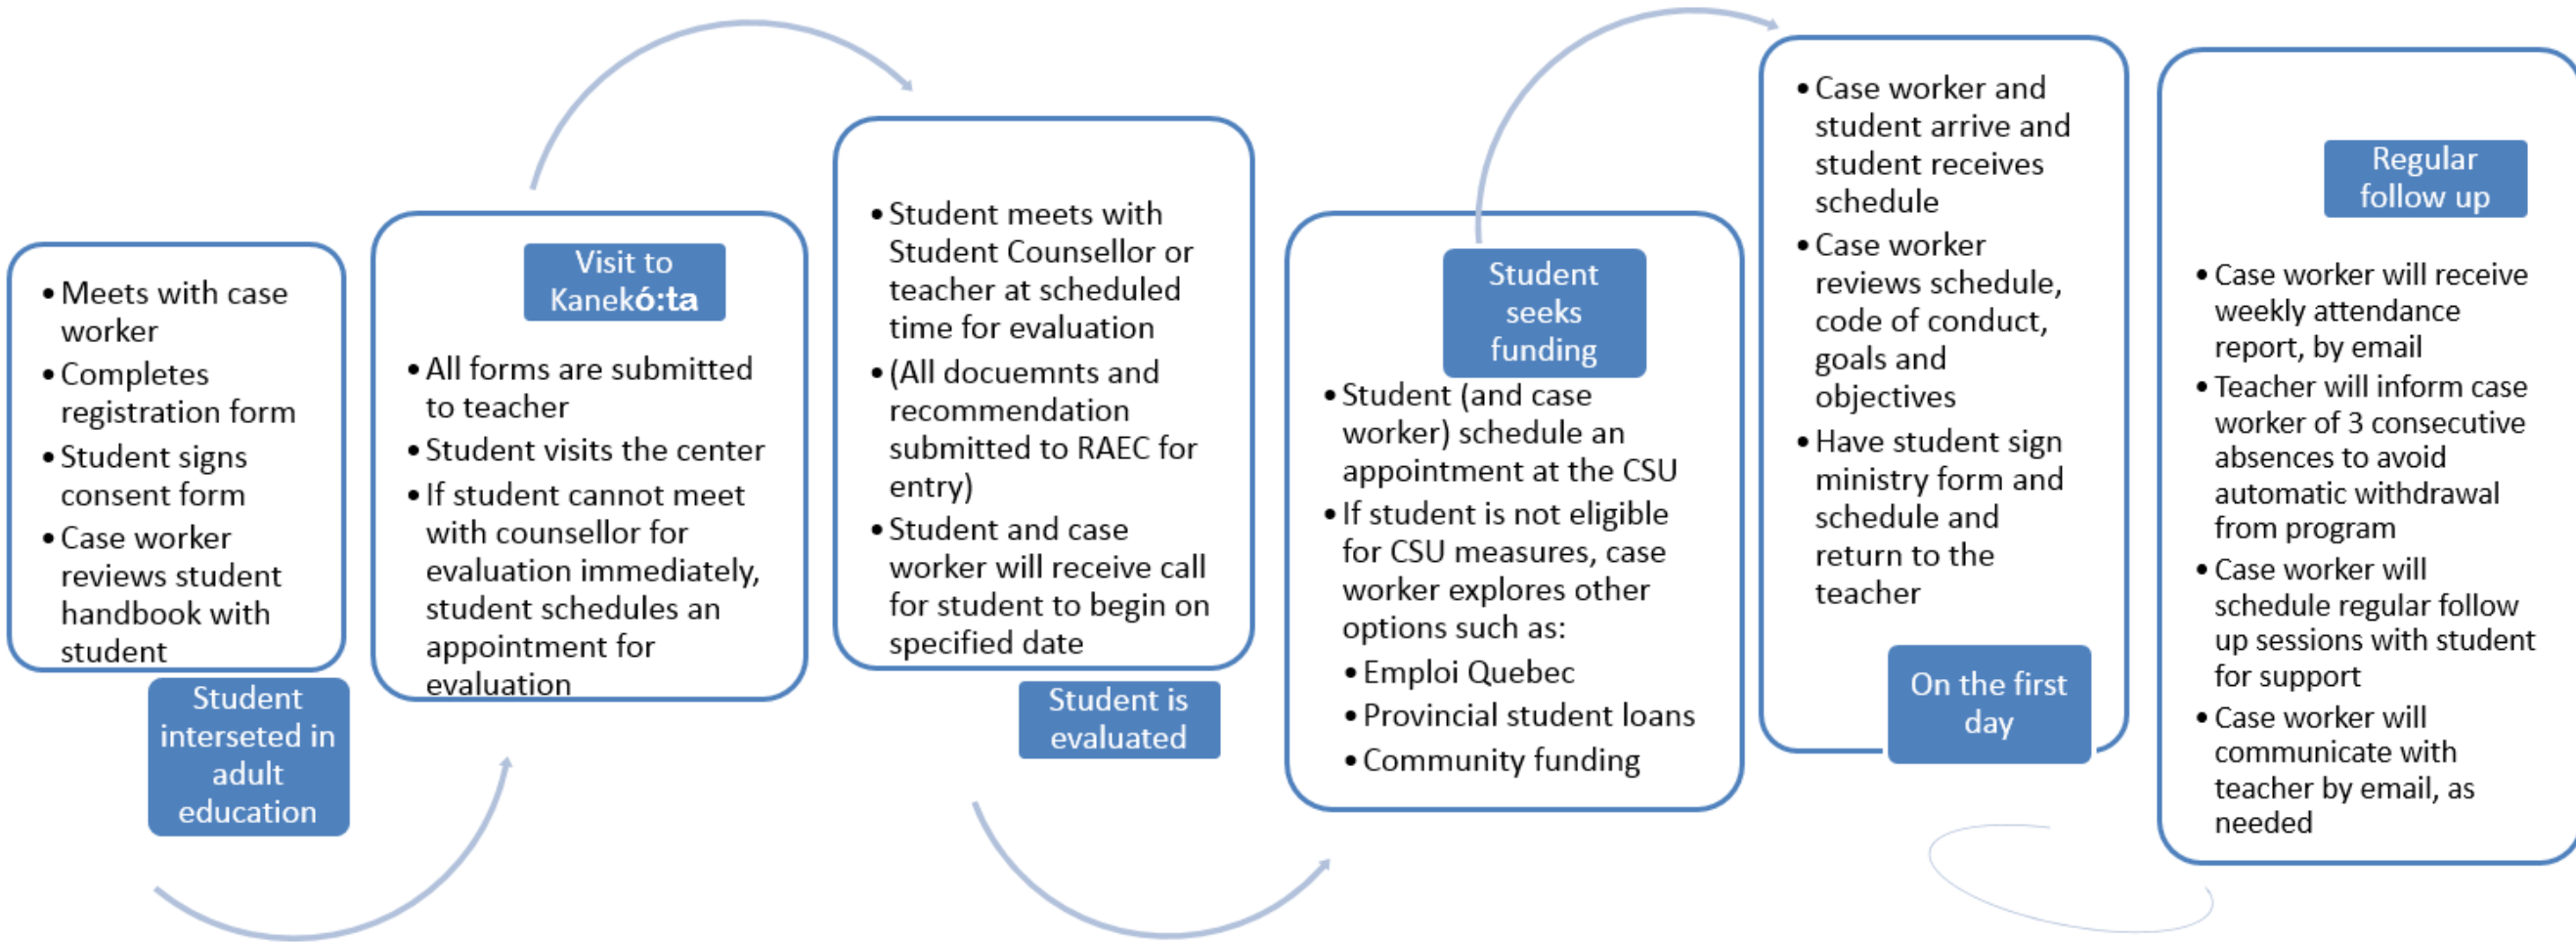 • Meets with case
worker
• Completes
registration form
• Student signs
consent form
• Case worker
reviews student
handbook with
student
Student
interseted in
adult
education
Visit to
Kanekó:ta
• All forms are submitted
to teacher
• Student visits the center
• If student cannot meet
with counsellor for
evaluation immediately,
student schedules an
appointment for
evaluation
• Student meets with
Student Counsellor or
teacher at scheduled
time for evaluation
• (All docuemnts and
recommendation
submitted to RAEC for
entry)
• Student and case
worker will receive call
for student to begin on
specified date
Student is
evaluated
Student
seeks
funding
• Student (and case
worker) schedule an
appointment at the CSU
• If student is not eligible
for CSU measures, case
worker explores other
options such as:
• Emploi Quebec
• Provincial student loans
• Community funding
• Case worker and
student arrive and
student receives
schedule
• Case worker
reviews schedule,
code of conduct,
goals and
objectives
• Have student sign
ministry form and
schedule and
return to the
teacher
On the first
day
Regular
follow up
• Case worker will receive
weekly attendance
report, by email
• Teacher will inform case
worker of 3 consecutive
absences to avoid
automatic withdrawal
from program
• Case worker will
schedule regular follow
up sessions with student
for support
• Case worker will
communicate with
teacher by email, as
needed